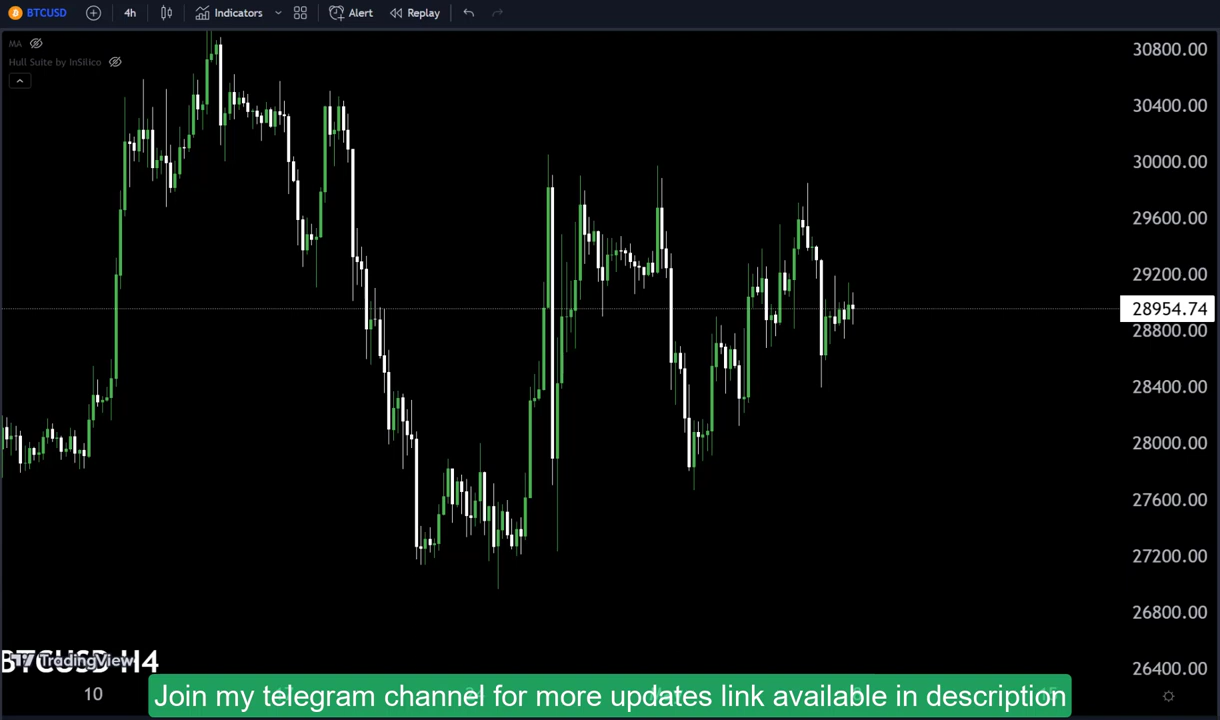 BTCUSD 4h Indicators Alert Replay
MA
Hull Suite by InSilico
30800.00
30400.00
30000.00
29600.00
29200.00
28954.74
28800.00
28400.00
28000.00
27600.00
27200.00
26800.00
26400.00
BTCUSD H4
TradingView
10
Join my telegram channel for more updates link available in description